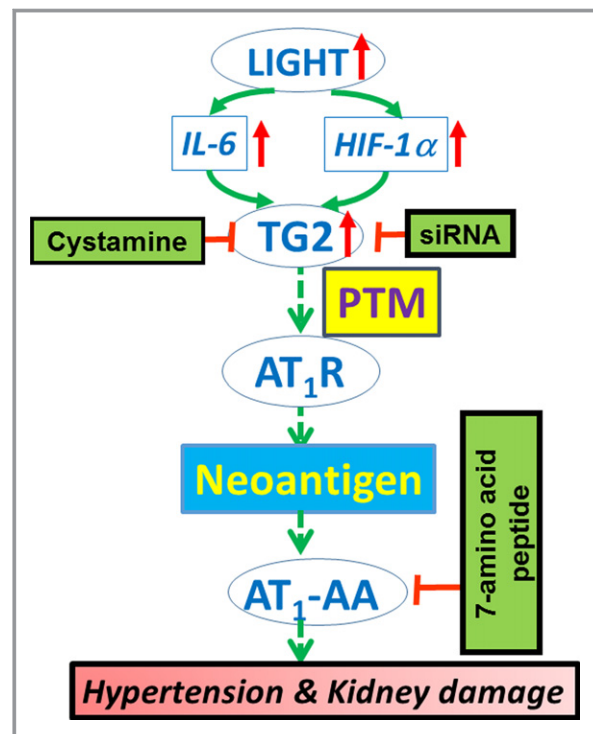 LIGHT
IL-6
HIF-1α
Cystamine
TG2
siRNA
PTM
AT₁R
Neoantigen
7-amino acid
peptide
AT₁-AA
Hypertension & Kidney damage